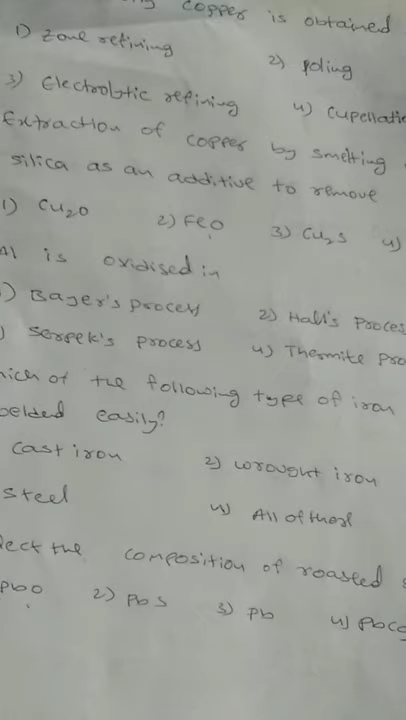 copper is obtained
1) Zone refining 2) poling
3) Electrolytic refining 4) cupellatio
Extraction of copper by smelting
silica as an additive to remove
1) Cu2O 2) FeO 3) Cu2S 4)
Al is oxidised in
1) Bayer's process 2) Hall's Proces
) Serpek's process 4) Thermite Pro
hich of the following type of iron
welded easily?
cast iron 2) wrought iron
steel 4) All of these
lect the composition of roasted
PbO 2) PbS 3) Pb 4) PbCO